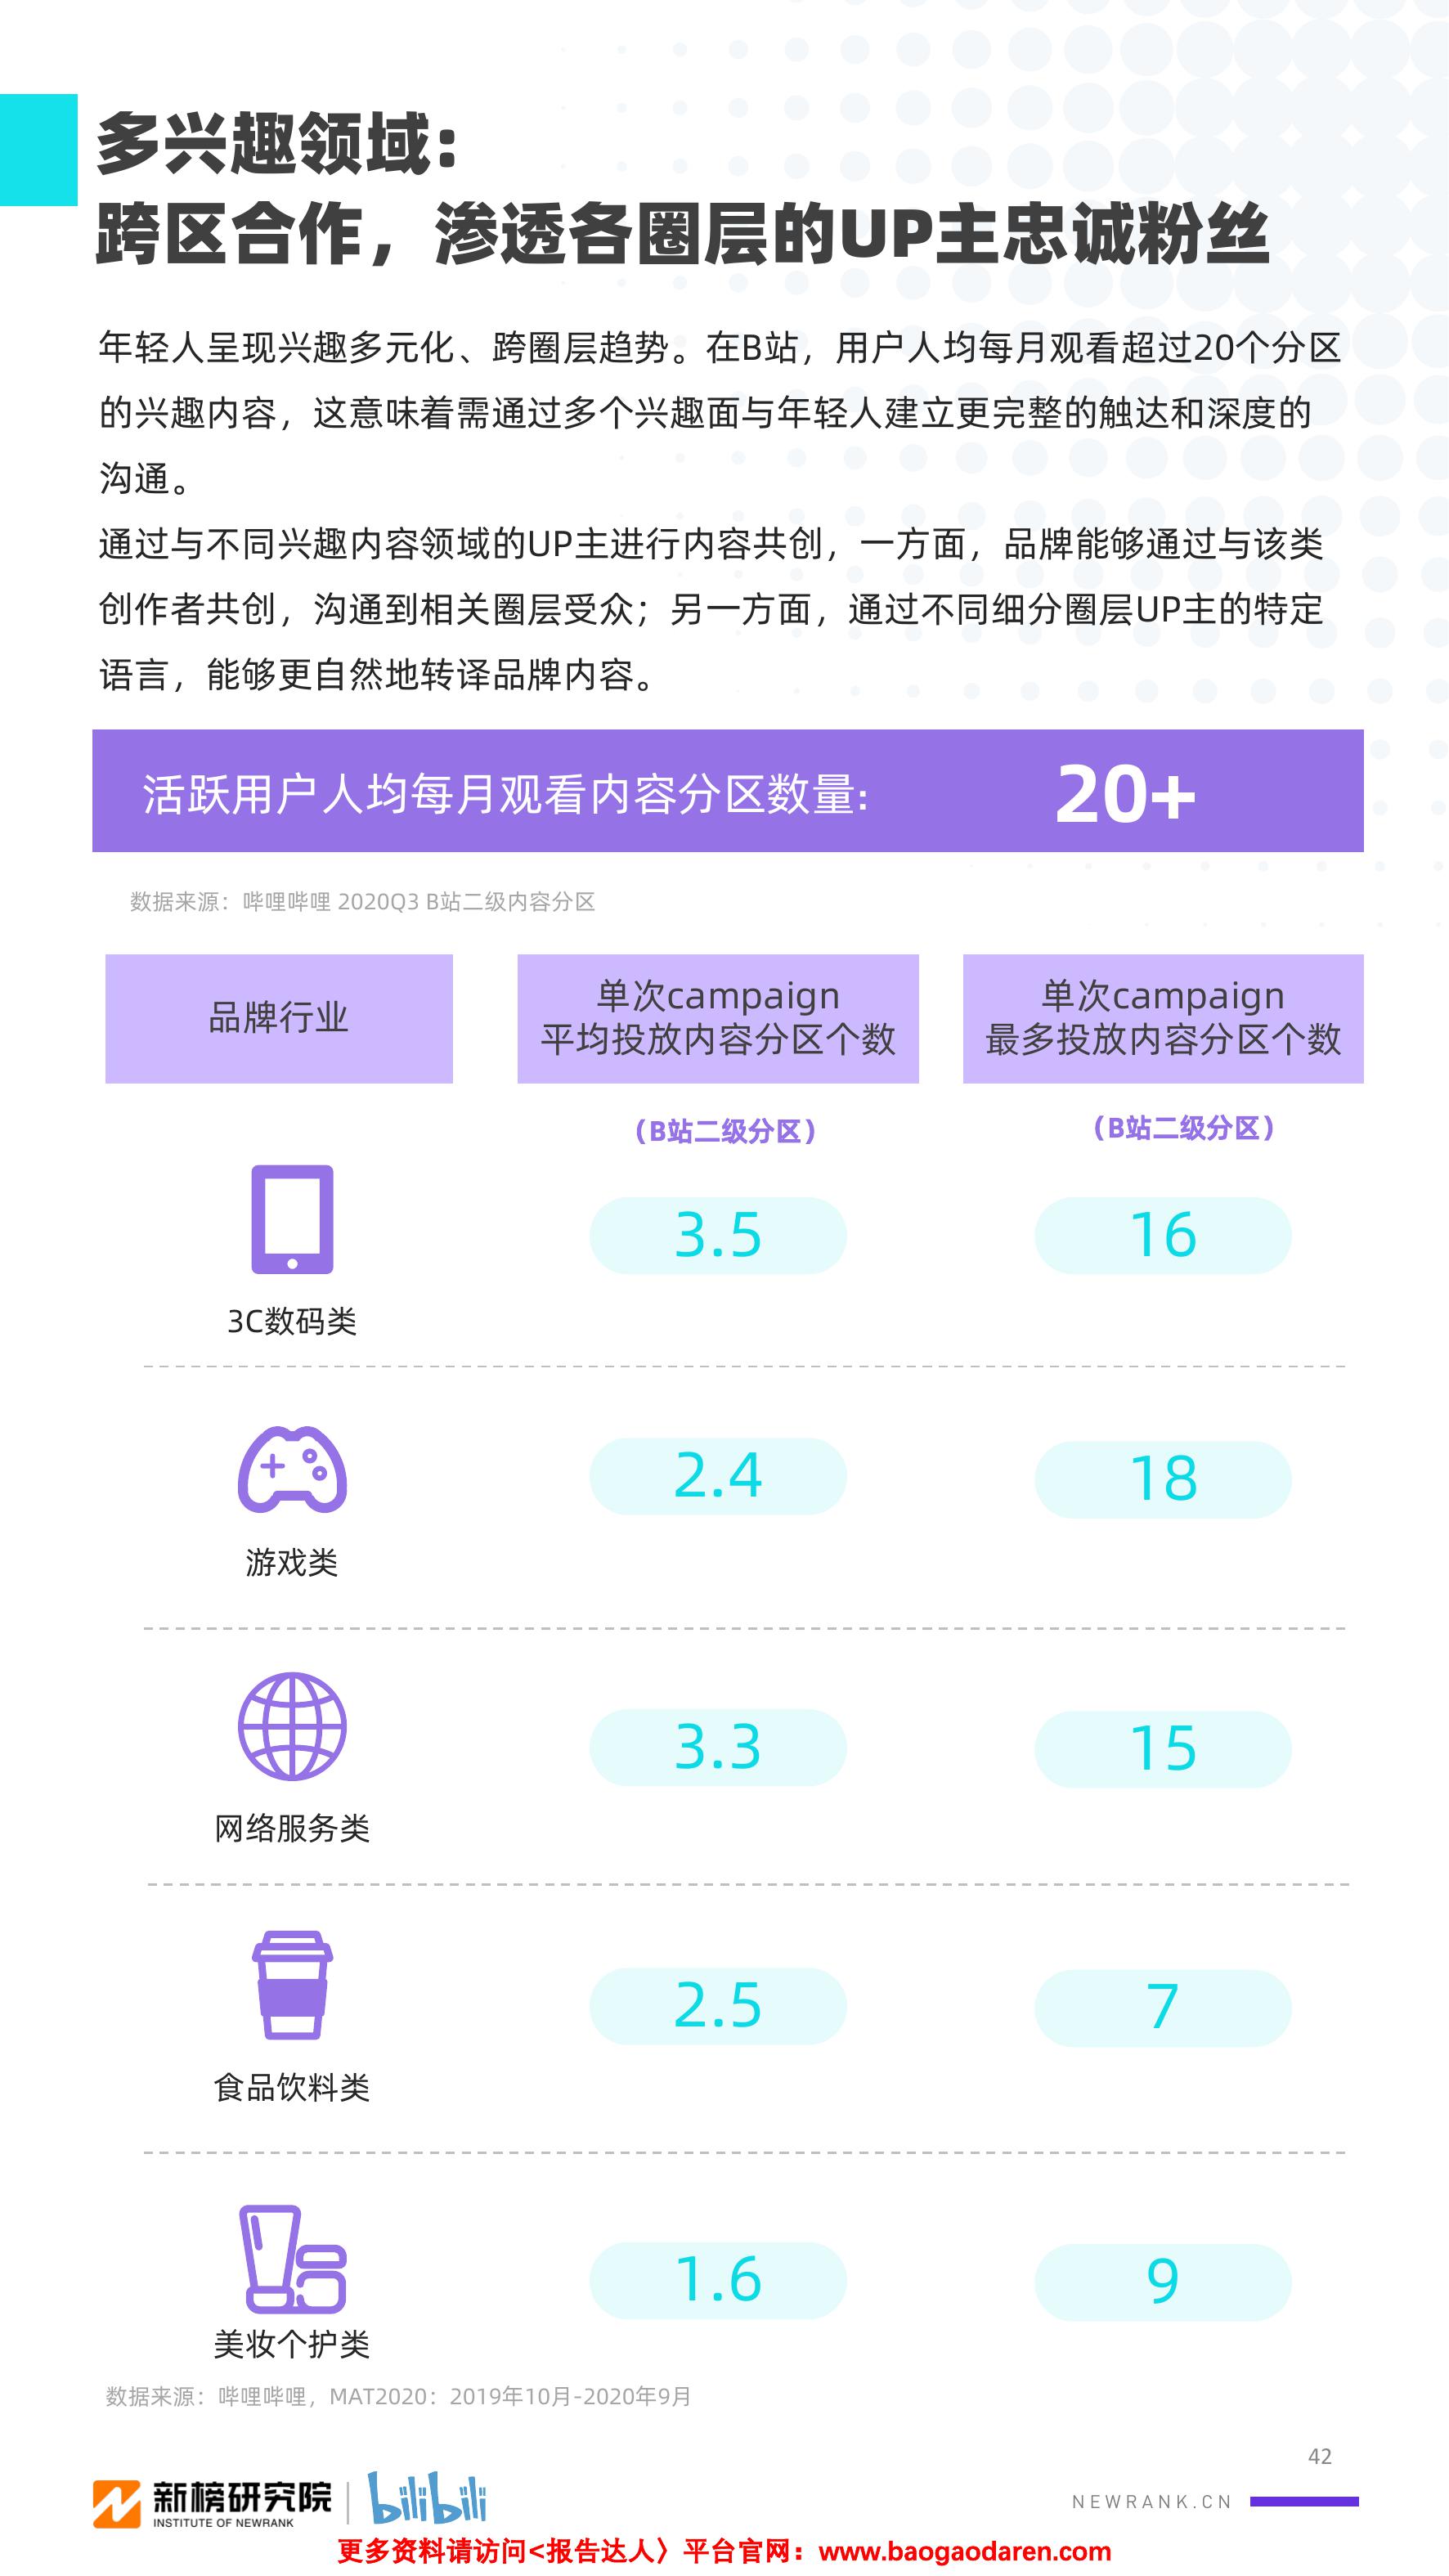 多兴趣领域:
跨区合作，渗透各圈层的UP主忠诚粉丝
年轻人呈现兴趣多元化、跨圈层趋势。在B站，用户人均每月观看超过20个分区
的兴趣内容，这意味着需通过多个兴趣面与年轻人建立更完整的触达和深度的
沟通。
通过与不同兴趣内容领域的UP主进行内容共创，一方面，品牌能够通过与该类
创作者共创，沟通到相关圈层受众；另一方面，通过不同细分圈层UP主的特定
语言，能够更自然地转译品牌内容。
活跃用户人均每月观看内容分区数量: 20+
数据来源：哔哩哔哩 2020Q3 B站二级内容分区
品牌行业
单次campaign
平均投放内容分区个数
单次campaign
最多投放内容分区个数
（B站二级分区） （B站二级分区）
3.5 16
3C数码类
2.4 18
游戏类
3.3 15
网络服务类
2.5 7
食品饮料类
1.6 9
美妆个护类
数据来源：哔哩哔哩，MAT2020：2019年10月-2020年9月
42
新榜研究院
INSTITUTE OF NEWRANK
bilibili
NEWRANK.CN
更多资料请访问<报告达人〉平台官网：www.baogaodaren.com